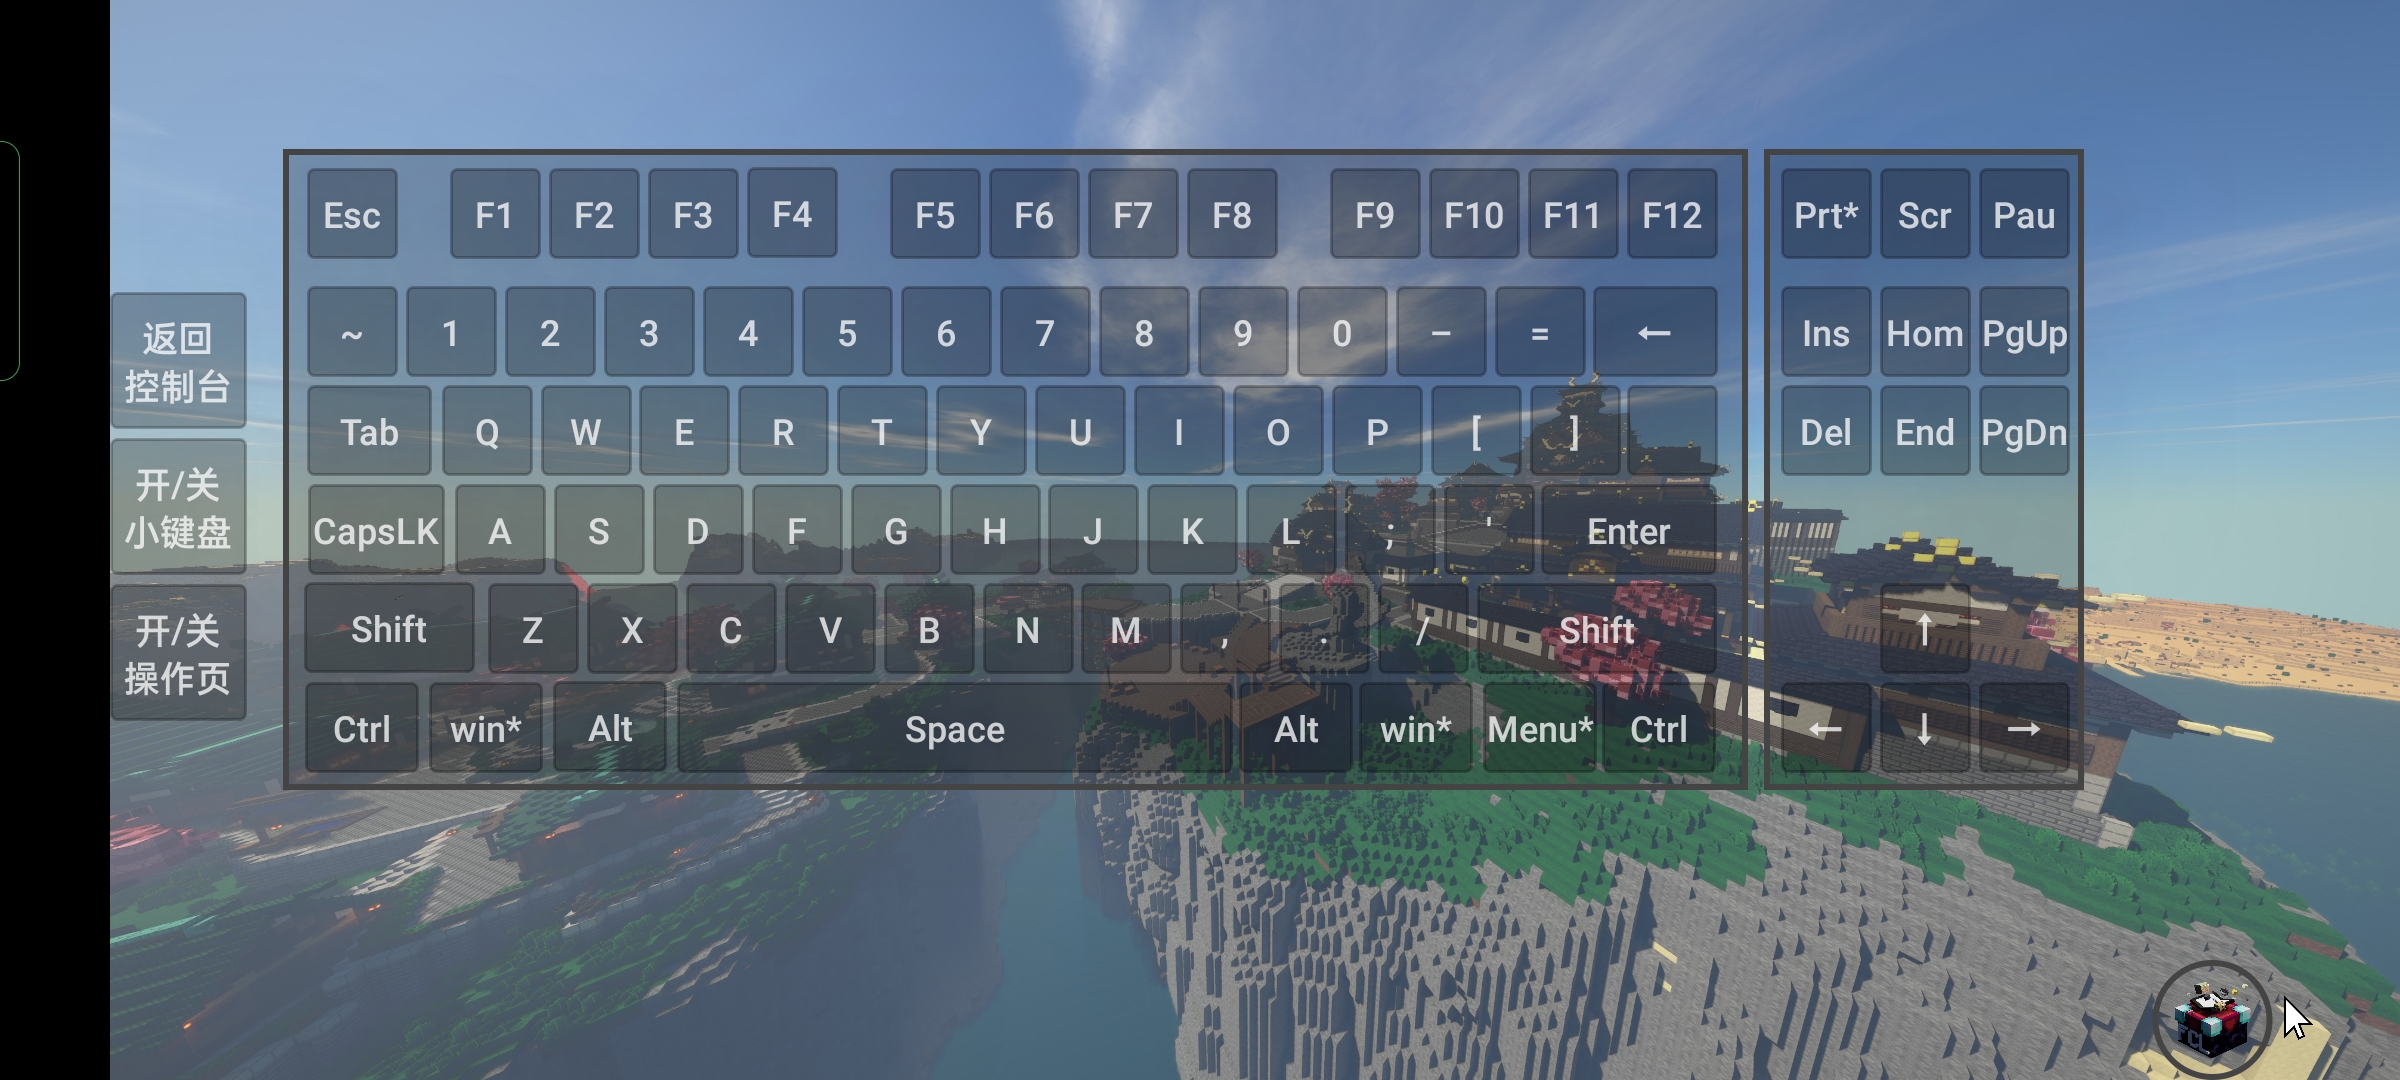 Esc F1 F2 F3 F4 F5 F6 F7 F8 F9 F10 F11 F12 Prt* Scr Pau
~ 1 2 3 4 5 6 7 8 9 0 − = ← Ins Hom PgUp
返回
控制台
Tab Q W E R T Y U I O P [ ] Del End PgDn
开/关
小键盘
CapsLK A S D F G H J K L ; ' Enter
开/关
操作页
Shift Z X C V B N M , . / Shift ↑
Ctrl win* Alt Space Alt win* Menu* Ctrl ← ↓ →
FCL